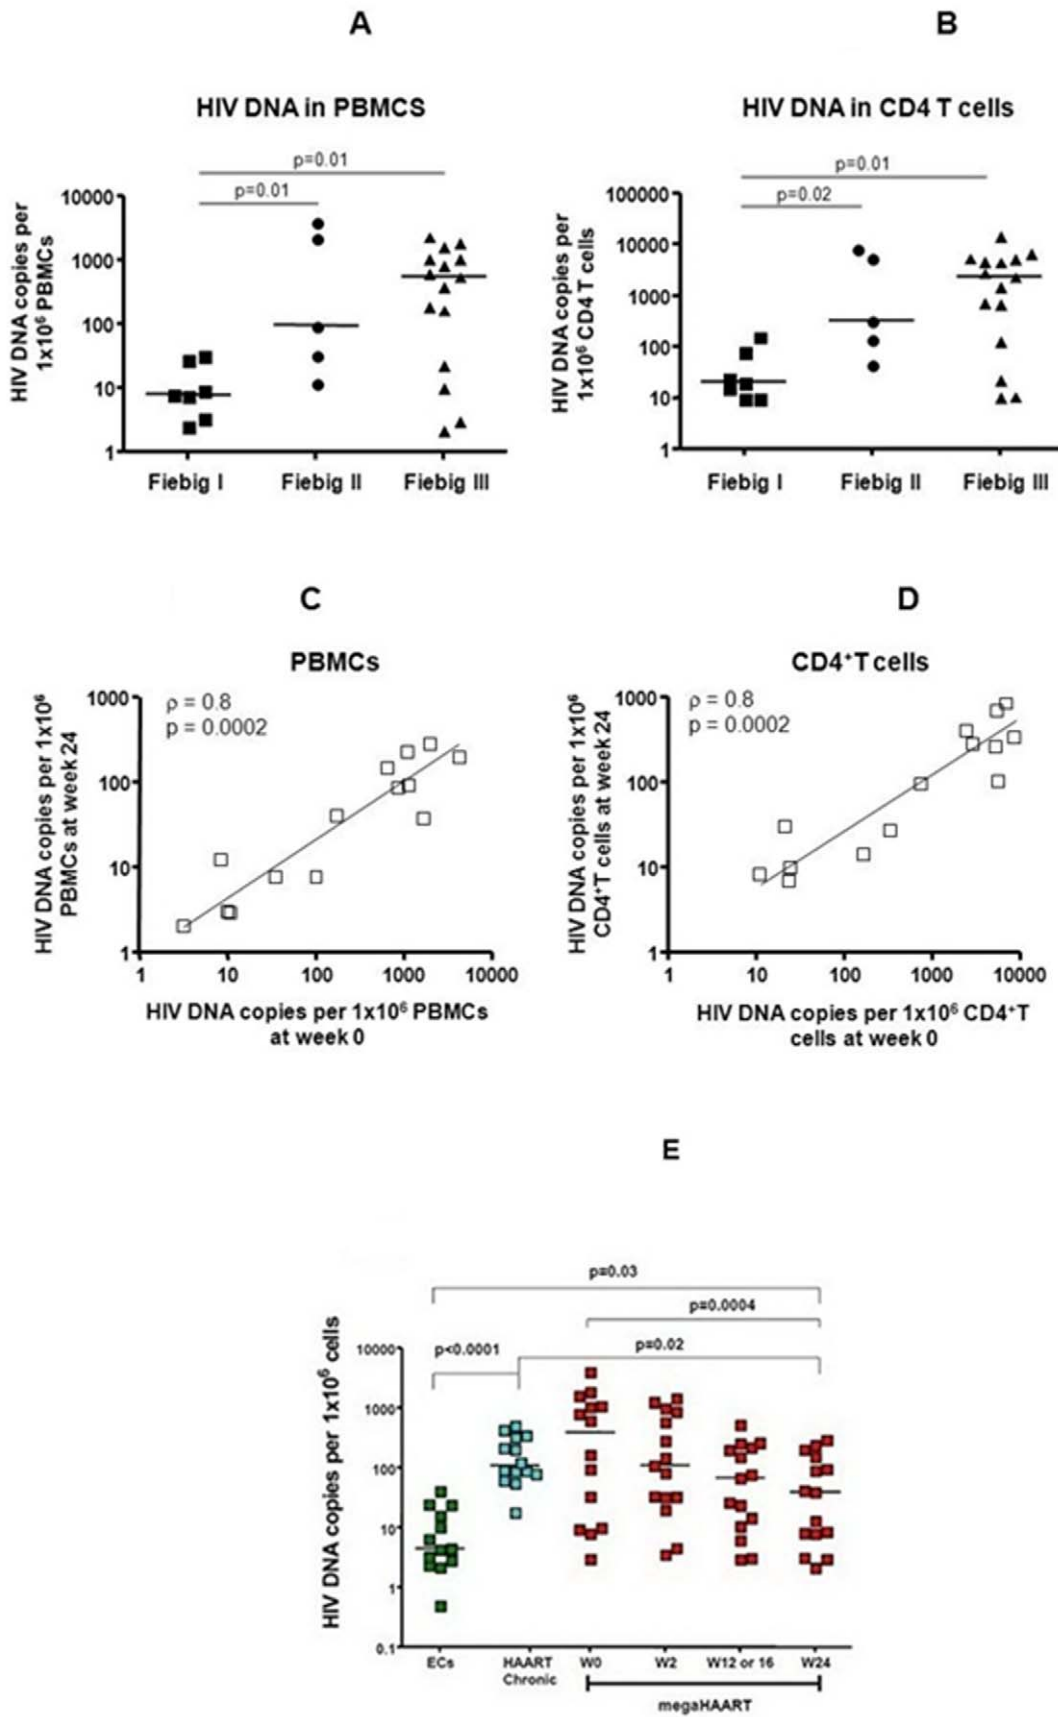 A
HIV DNA in PBMCS
p=0.01
p=0.01
HIV DNA copies per
1x10⁶ PBMCs
10000
1000
100
10
1
Fiebig I
Fiebig II
Fiebig III
B
HIV DNA in CD4 T cells
p=0.01
p=0.02
HIV DNA copies per
1x10⁶ CD4 T cells
100000
10000
1000
100
10
1
Fiebig I
Fiebig II
Fiebig III
C
PBMCs
ρ = 0.8
p = 0.0002
HIV DNA copies per 1x10⁶
PBMCs at week 24
1000
100
10
1
1
10
100
1000
10000
HIV DNA copies per 1x10⁶ PBMCs
at week 0
D
CD4⁺T cells
ρ = 0.8
p = 0.0002
HIV DNA copies per 1x10⁶
CD4⁺T cells at week 24
1000
100
10
1
1
10
100
1000
10000
HIV DNA copies per 1x10⁶ CD4⁺T
cells at week 0
E
p=0.03
p=0.0004
p<0.0001
p=0.02
HIV DNA copies per 1x10⁶ cells
10000
1000
100
10
1
0.1
ECs
HAART
Chronic
W0
W2
W12 or 16
W24
megaHAART